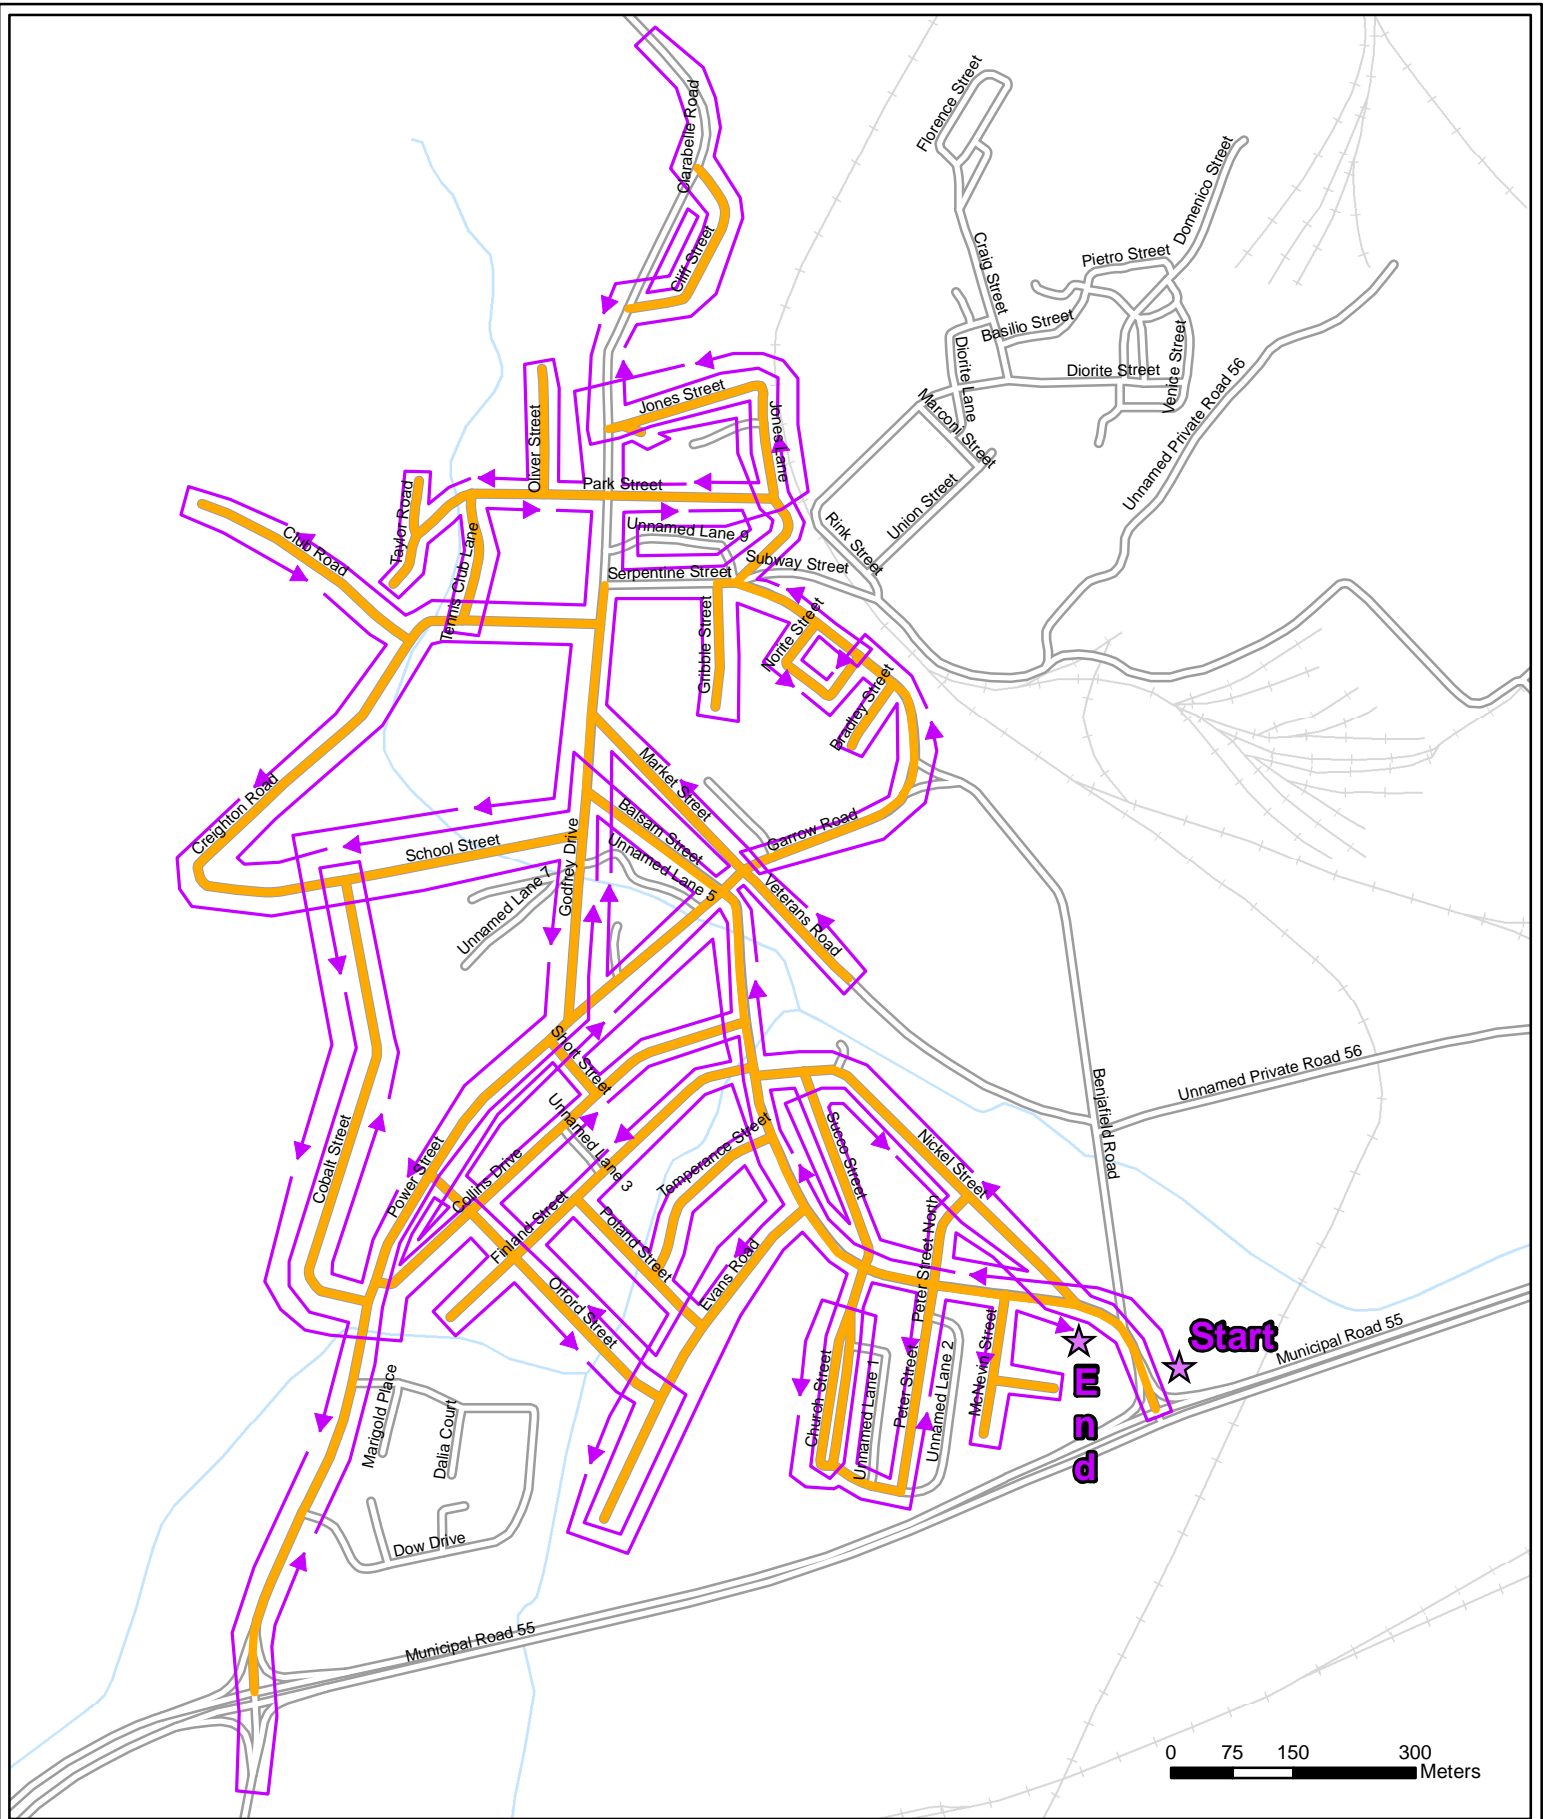 Florence Street
Clarabelle Road
Domenico Street
Craig Street
Pietro Street
Cliff Street
Basilio Street
Diorite Lane
Diorite Street
Venice Street
Unnamed Private Road 56
Jones Street
Jones Lane
Marconi Street
Oliver Street
Park Street
Union Street
Taylor Road
Club Road
Tennis Club Lane
Unnamed Lane 9
Rink Street
Subway Street
Serpentine Street
Gribble Street
Norite Street
Bradley Street
Market Street
Creighton Road
Balsam Street
Garrow Road
School Street
Godfrey Drive
Unnamed Lane 5
Unnamed Lane 7
Veterans Road
Short Street
Unnamed Private Road 56
Benjafield Road
Unnamed Lane 3
Cobalt Street
Power Street
Collins Drive
Temperance Street
Succo Street
Nickel Street
Finland Street
Poland Street
Peter Street North
Evans Road
Orford Street
Start
Municipal Road 55
Church Street
Unnamed Lane 1
Peter Street
Unnamed Lane 2
McNevin Street
E
n
d
Marigold Place
Dalia Court
Dow Drive
Municipal Road 55
0 75 150 300
Meters